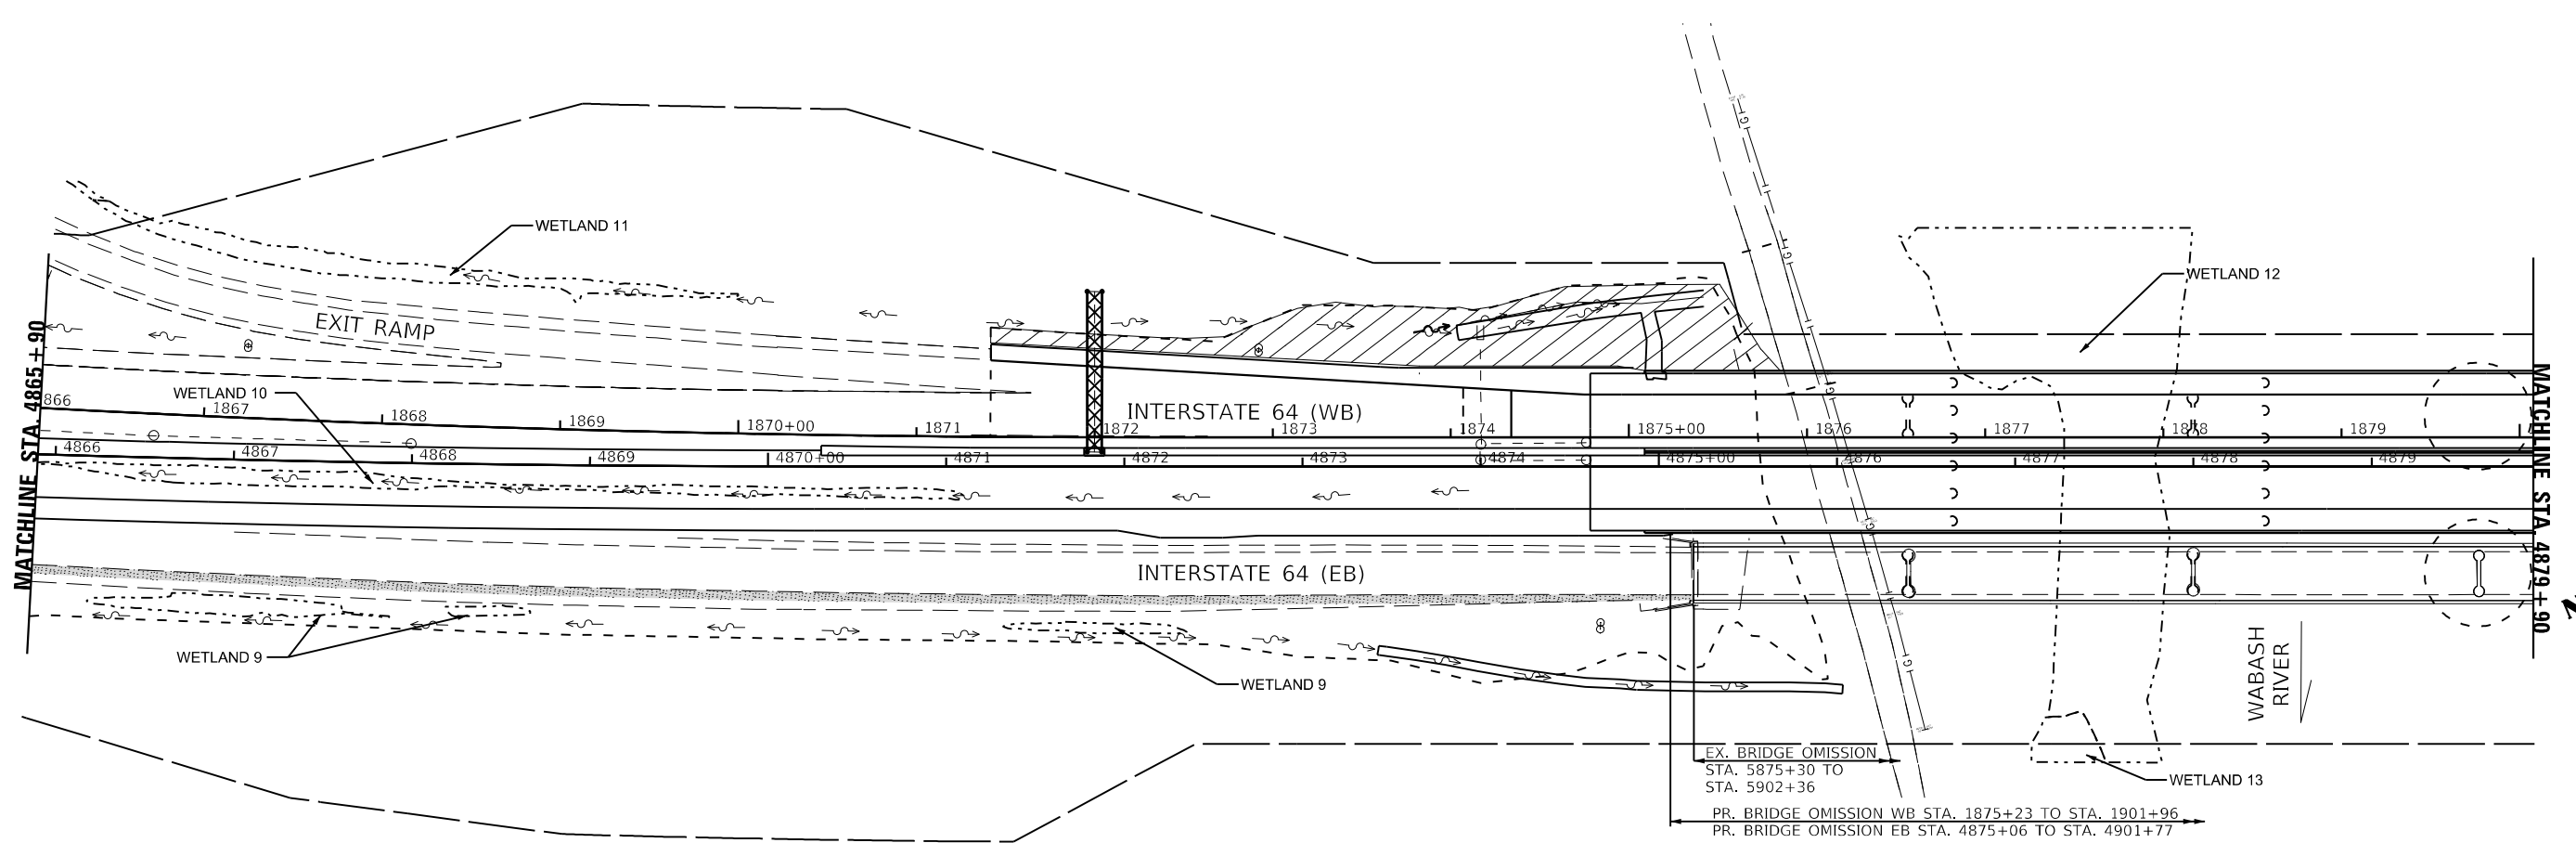 WETLAND 11
WETLAND 12
EXIT RAMP
WETLAND 10
INTERSTATE 64 (WB)
866
1867
1868
1869
1870+00
1871
1872
1873
1874
1875+00
1876
1877
1878
1879
4866
4867
4868
4869
4870+00
4871
4872
4873
4874
4875+00
4876
4877
4878
4879
MATCHLINE STA. 4865+90
MATCHLINE STA. 4879+90
INTERSTATE 64 (EB)
WETLAND 9
WETLAND 9
WABASH
RIVER
EX. BRIDGE OMISSION
STA. 5875+30 TO
STA. 5902+36
WETLAND 13
PR. BRIDGE OMISSION WB STA. 1875+23 TO STA. 1901+96
PR. BRIDGE OMISSION EB STA. 4875+06 TO STA. 4901+77
G
G
G
G
G
G
G